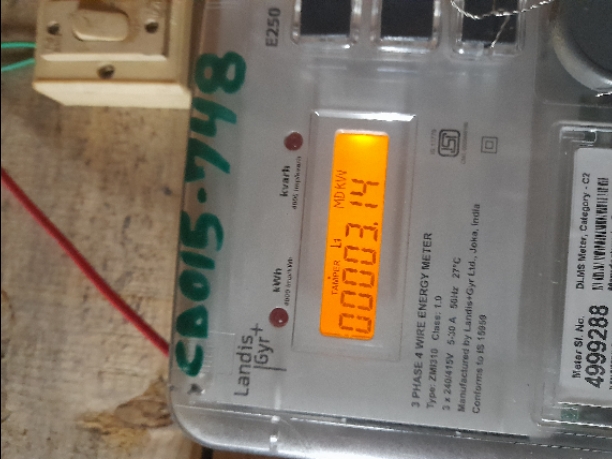 CD015-748
Landis
Gyr+
E250
kWh
kvarh
TAMPER L1 MD KW
00003.14
3 PHASE 4 WIRE ENERGY METER
Type: ZMI310 Class: 1.0
3 x 240/415V 5-30 A 50Hz 27°C
Manufactured by Landis+Gyr Ltd., Joka, India
Conforms to IS 15959
DLMS Meter, Category - C2
Meter Sl. No.
4999288